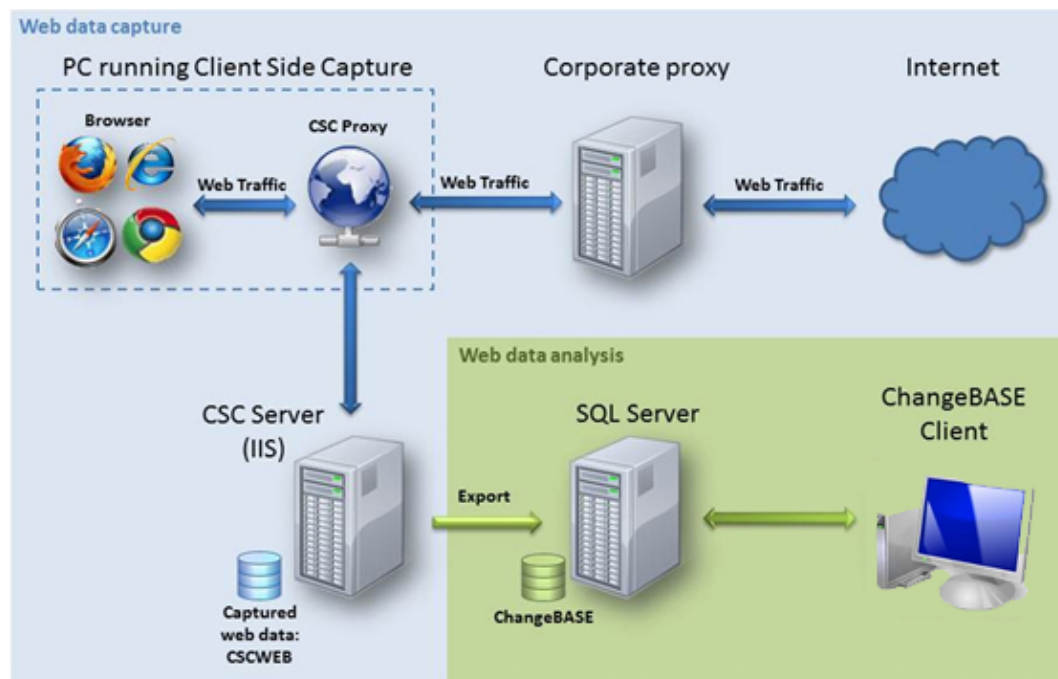 Web data capture
PC running Client Side Capture
Corporate proxy
Internet
Browser
CSC Proxy
Web Traffic
Web Traffic
Web Traffic
Web data analysis
CSC Server
(IIS)
SQL Server
ChangeBASE
Client
Export
Captured
web data:
CSCWEB
ChangeBASE